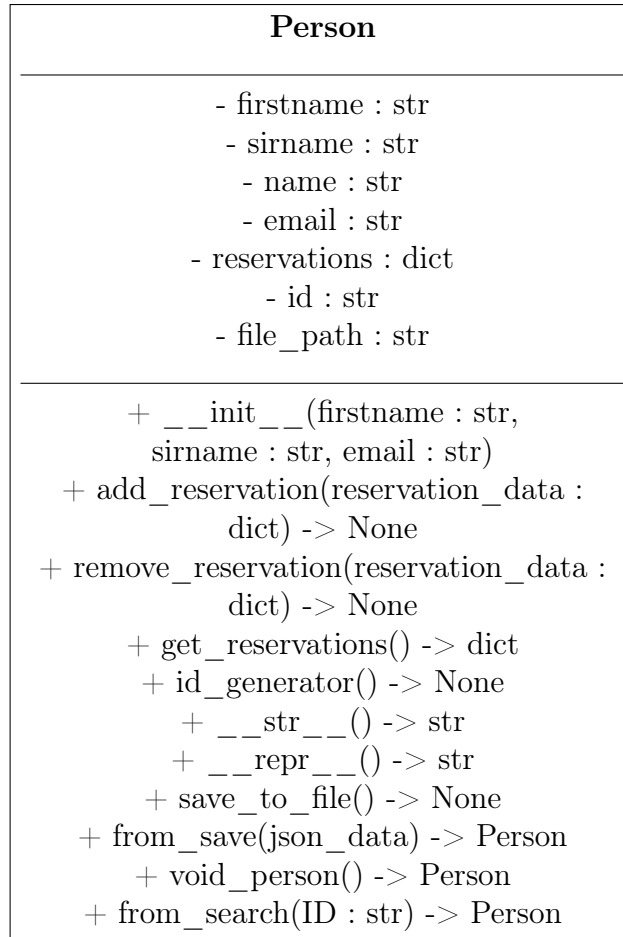 Person
- firstname : str
- sirname : str
- name : str
- email : str
- reservations : dict
- id : str
- file_path : str
+ __init__(firstname : str,
sirname : str, email : str)
+ add_reservation(reservation_data :
dict) -> None
+ remove_reservation(reservation_data :
dict) -> None
+ get_reservations() -> dict
+ id_generator() -> None
+ __str__() -> str
+ __repr__() -> str
+ save_to_file() -> None
+ from_save(json_data) -> Person
+ void_person() -> Person
+ from_search(ID : str) -> Person